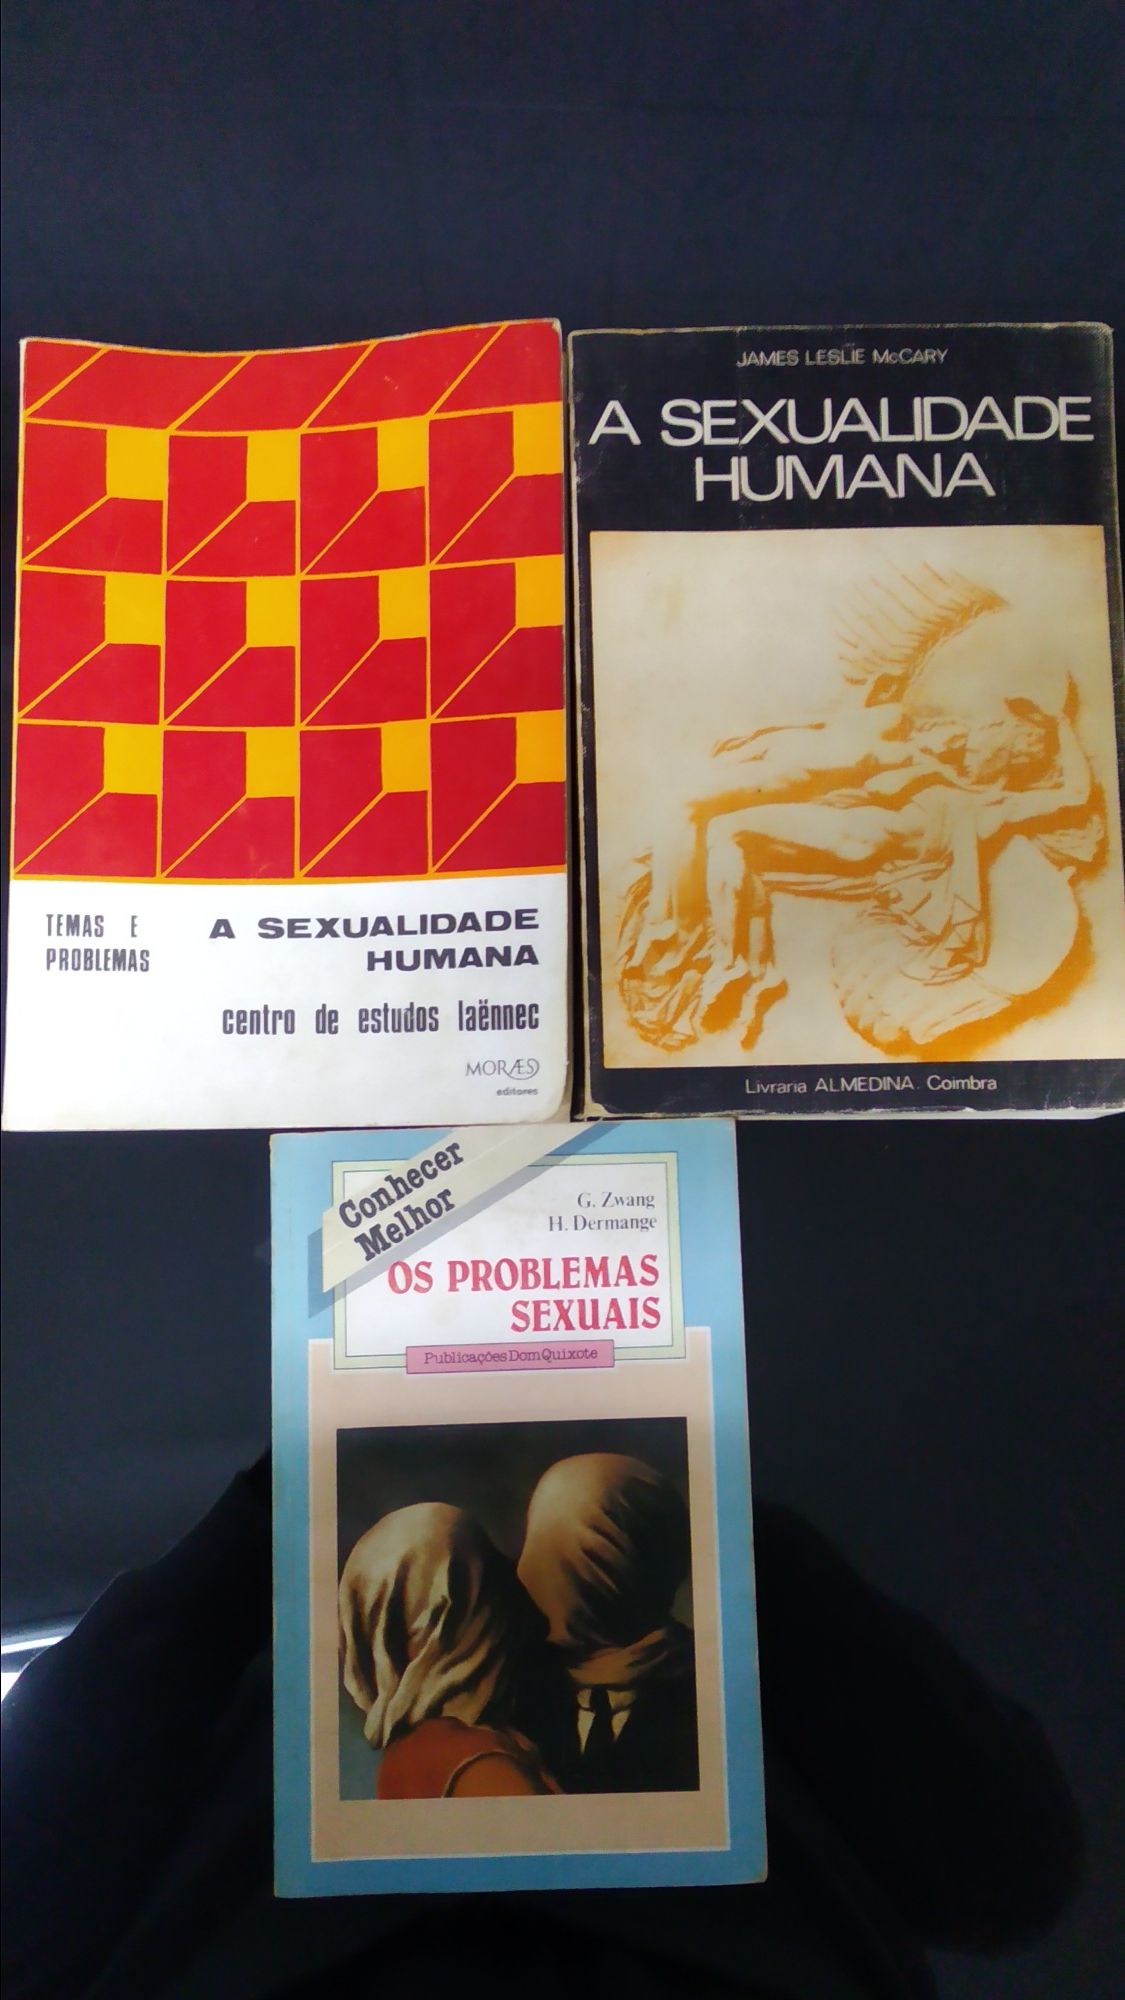 TEMAS E
PROBLEMAS
A SEXUALIDADE
HUMANA
centro de estudos laënnec
MORÆS
editores
JAMES LESLIE McCARY
A SEXUALIDADE
HUMANA
Livraria ALMEDINA. Coimbra
Conhecer
Melhor
G. Zwang
H. Dermange
OS PROBLEMAS
SEXUAIS
Publicações Dom Quixote